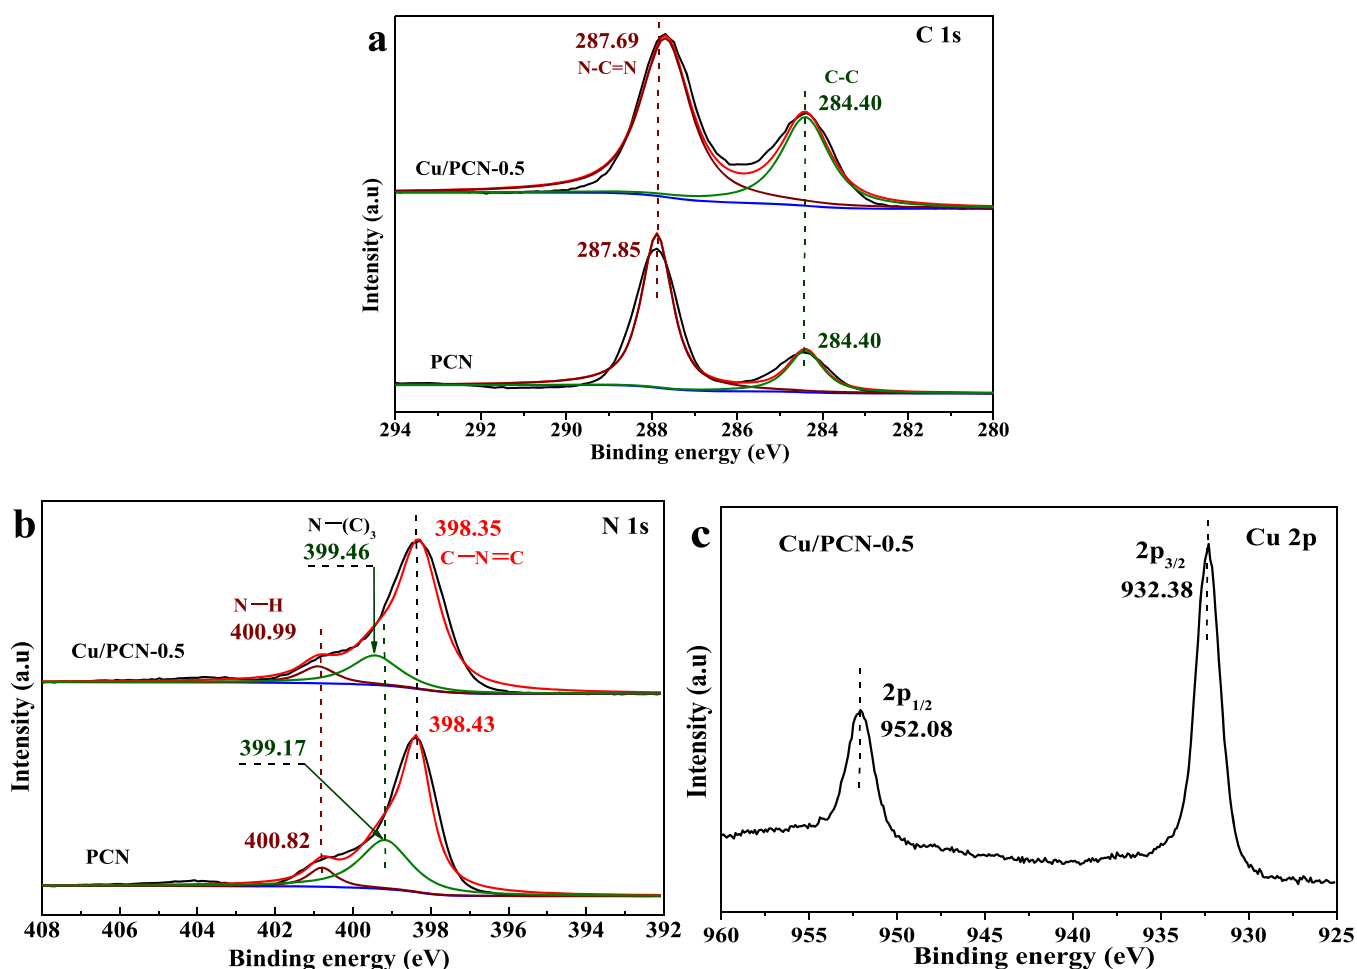 a
C 1s
287.69
N-C=N
C-C
284.40
Cu/PCN-0.5
287.85
284.40
PCN
Intensity (a.u)
294 292 290 288 286 284 282 280
Binding energy (eV)
b
N 1s
N—(C)₃
399.46
398.35
C—N=C
N—H
400.99
Cu/PCN-0.5
398.43
399.17
400.82
PCN
Intensity (a.u)
408 406 404 402 400 398 396 394 392
Binding energy (eV)
c
Cu/PCN-0.5
Cu 2p
2p₃/₂
932.38
2p₁/₂
952.08
Intensity (a.u)
960 955 950 945 940 935 930 925
Binding energy (eV)